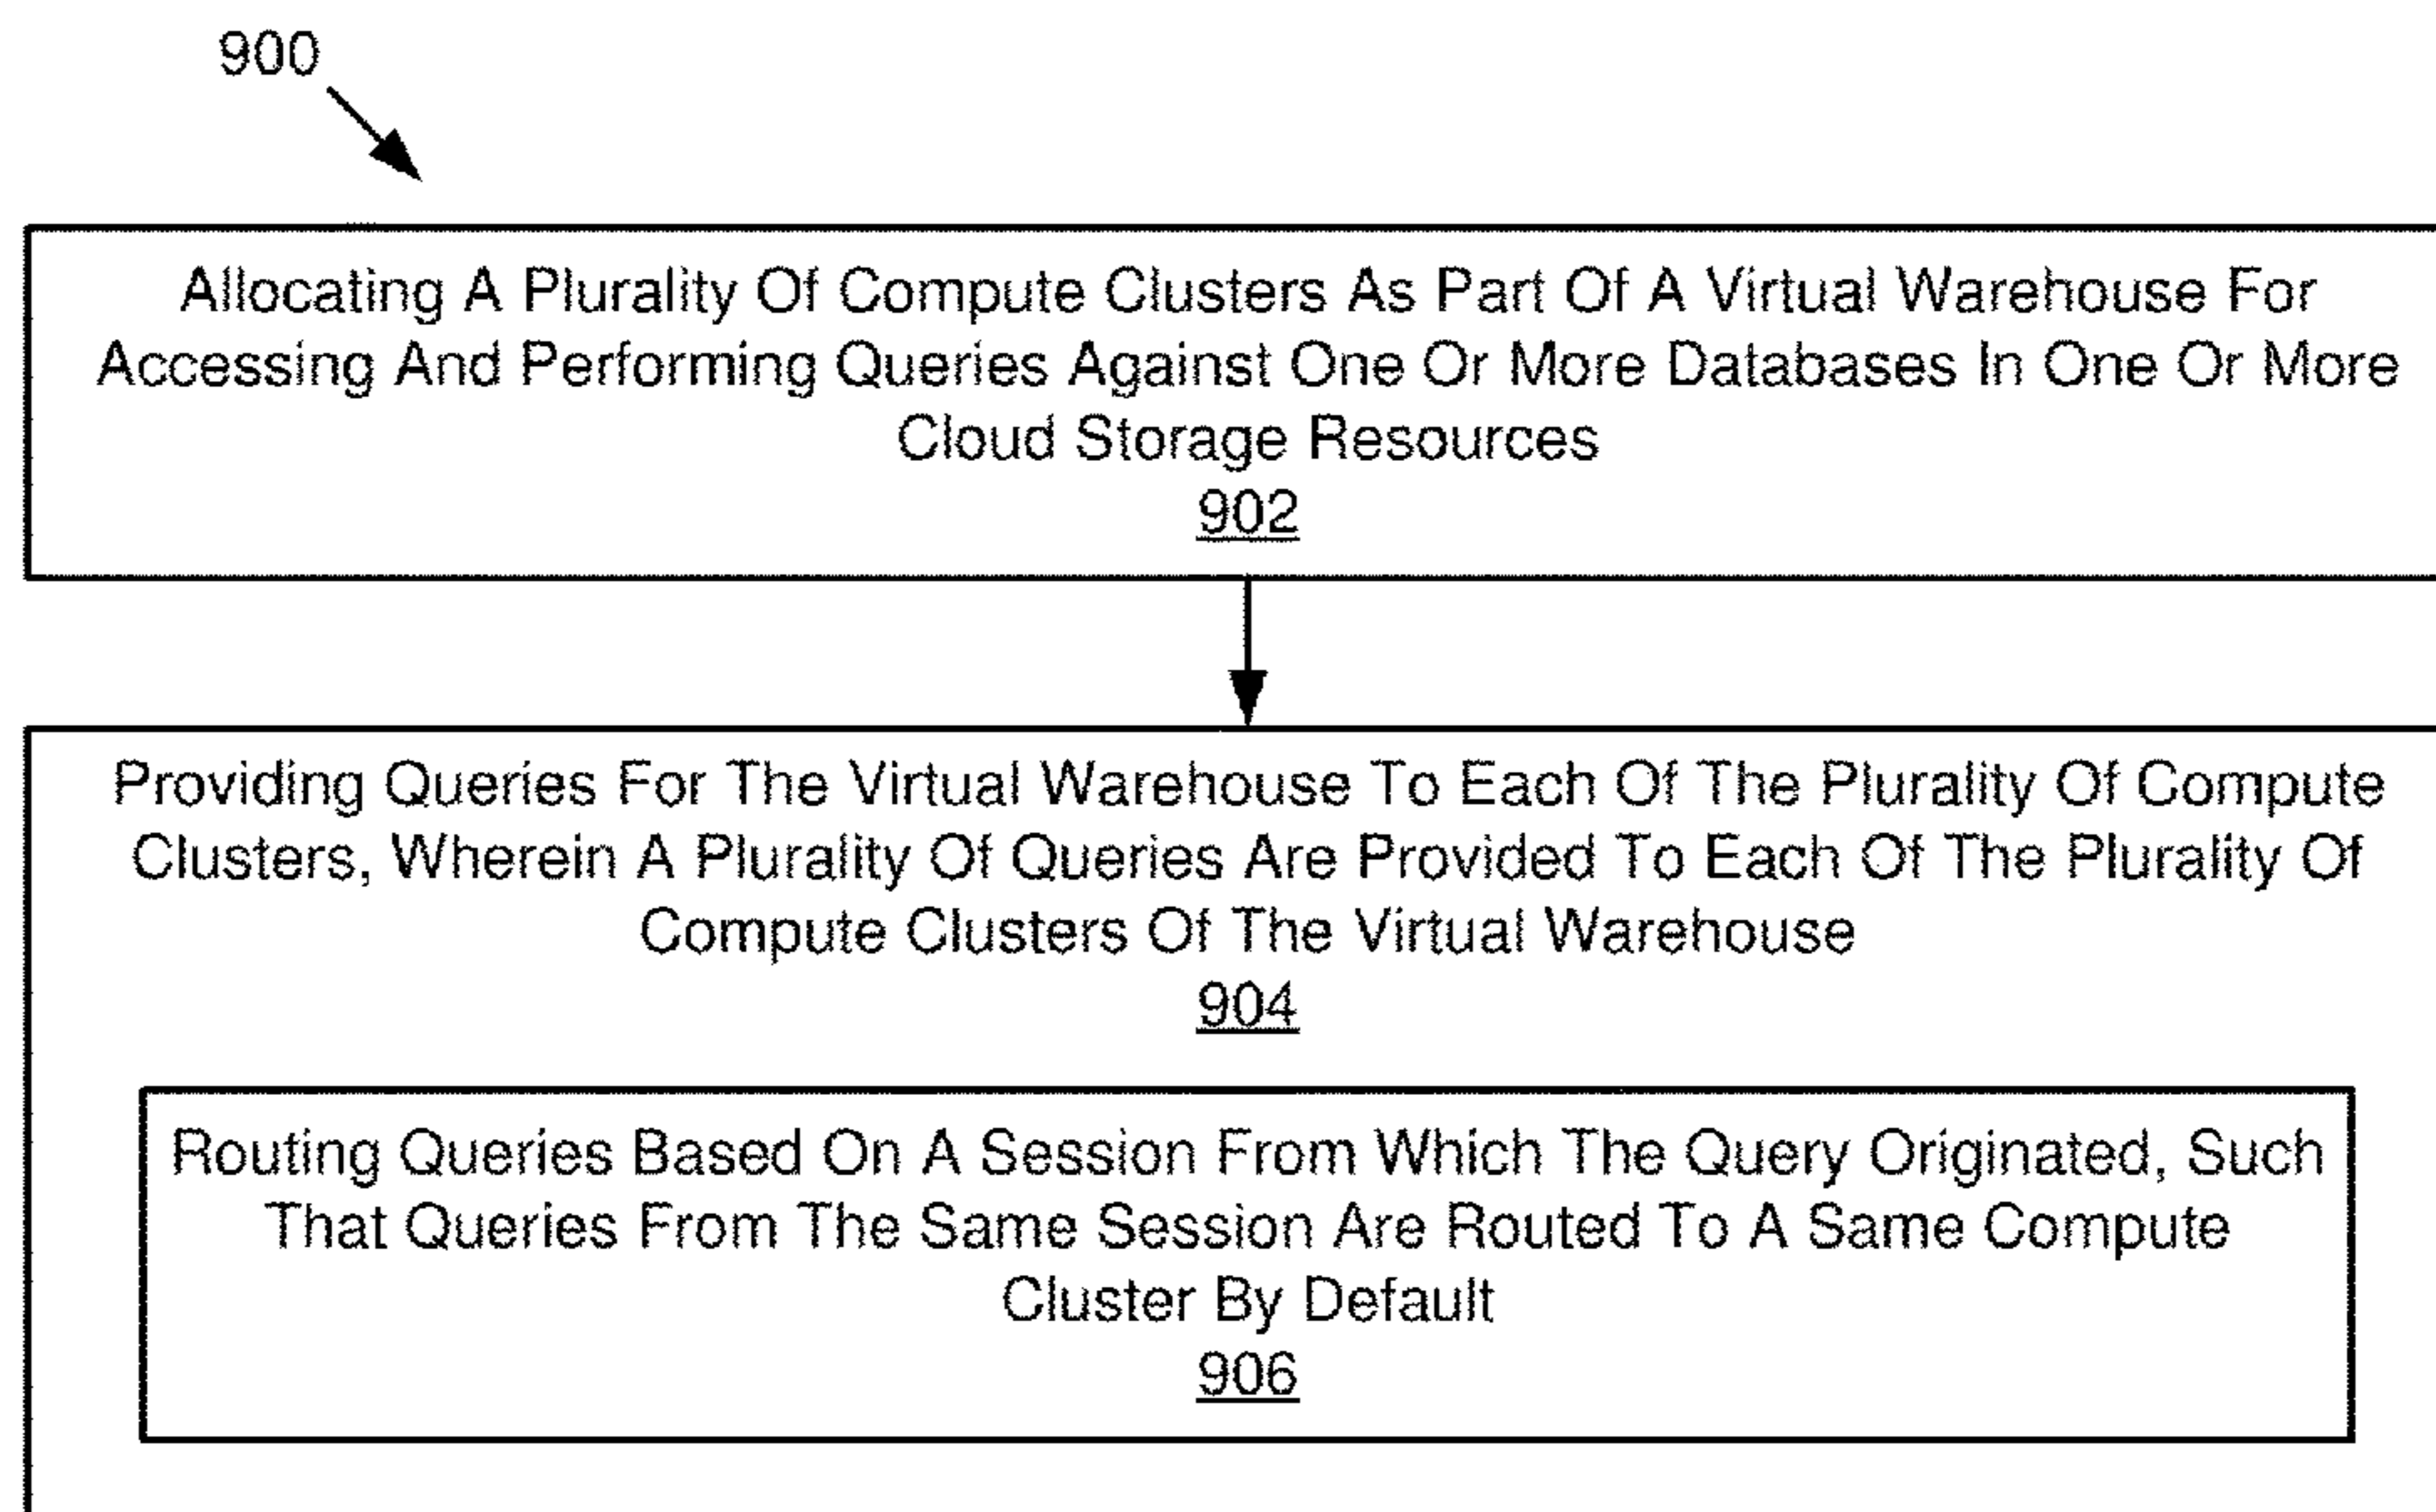 900
Allocating A Plurality Of Compute Clusters As Part Of A Virtual Warehouse For
Accessing And Performing Queries Against One Or More Databases In One Or More
Cloud Storage Resources
902
Providing Queries For The Virtual Warehouse To Each Of The Plurality Of Compute
Clusters, Wherein A Plurality Of Queries Are Provided To Each Of The Plurality Of
Compute Clusters Of The Virtual Warehouse
904
Routing Queries Based On A Session From Which The Query Originated, Such
That Queries From The Same Session Are Routed To A Same Compute
Cluster By Default
906